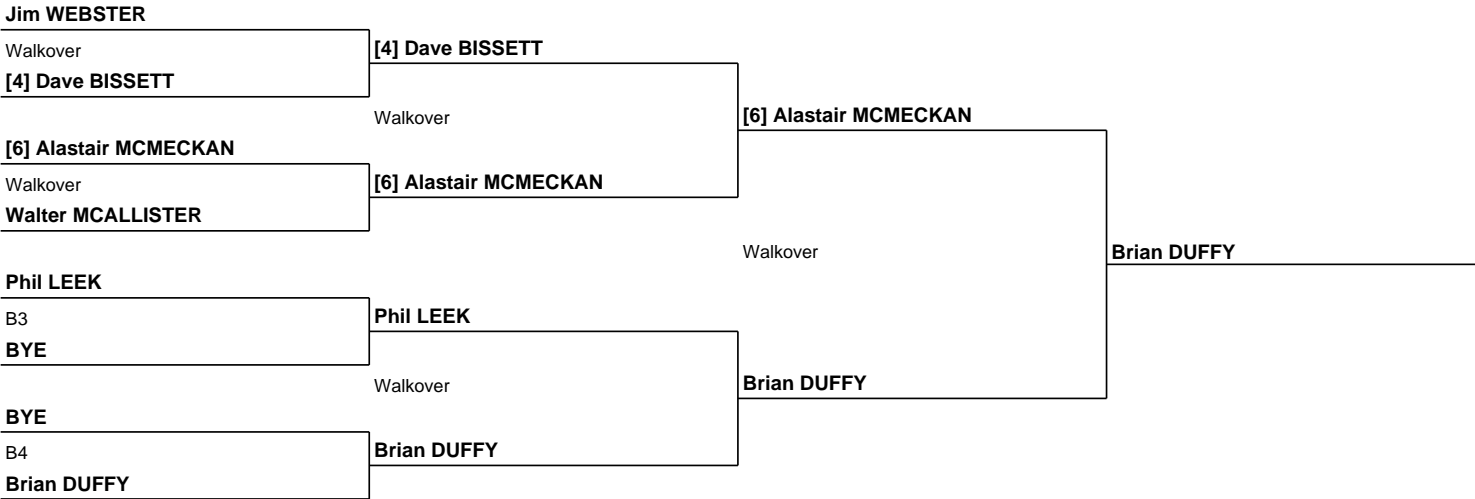 Jim WEBSTER
Walkover
[4] Dave BISSETT
[4] Dave BISSETT
Walkover
[6] Alastair MCMECKAN
[6] Alastair MCMECKAN
Walkover
[6] Alastair MCMECKAN
Walter MCALLISTER
Walkover
Brian DUFFY
Phil LEEK
B3
Phil LEEK
BYE
Walkover
Brian DUFFY
BYE
B4
Brian DUFFY
Brian DUFFY